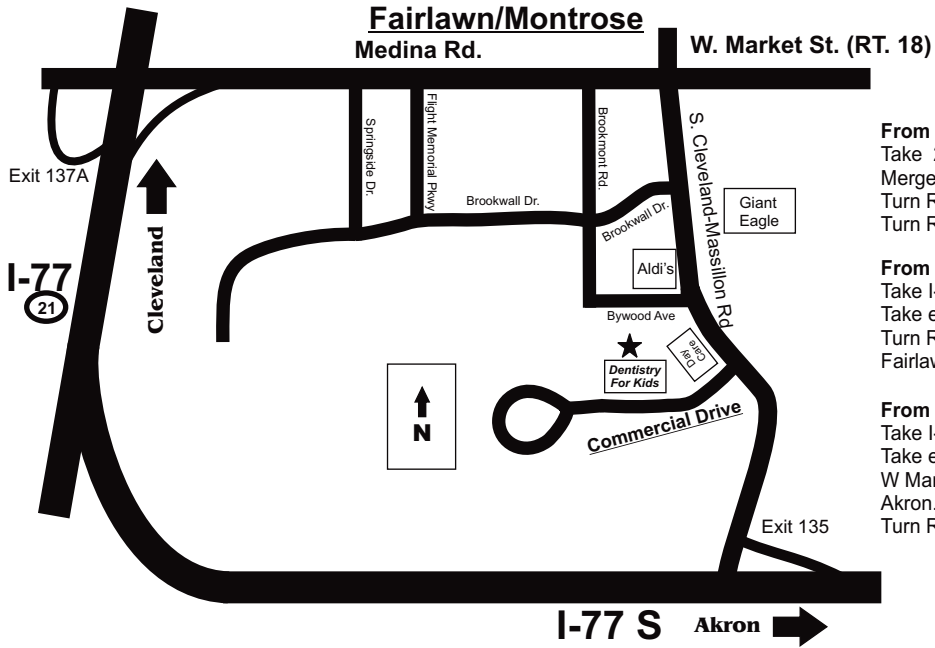 Fairlawn/Montrose
Medina Rd.
W. Market St. (RT. 18)
Exit 137A
I-77
21
Cleveland
Springside Dr.
Flight Memorial Pkwy
Brookwall Dr.
Brookmont Rd.
Brookwall Dr.
S. Cleveland-Massillon Rd
Giant
Eagle
Aldi's
Bywood Ave
Day
Care
Dentistry
For Kids
Commercial Drive
N
Exit 135
I-77 S
Akron
From
Take
Merge
Turn R
Turn R
From
Take I-
Take e
Turn R
Fairlaw
From
Take I-
Take e
W Mar
Akron.
Turn R